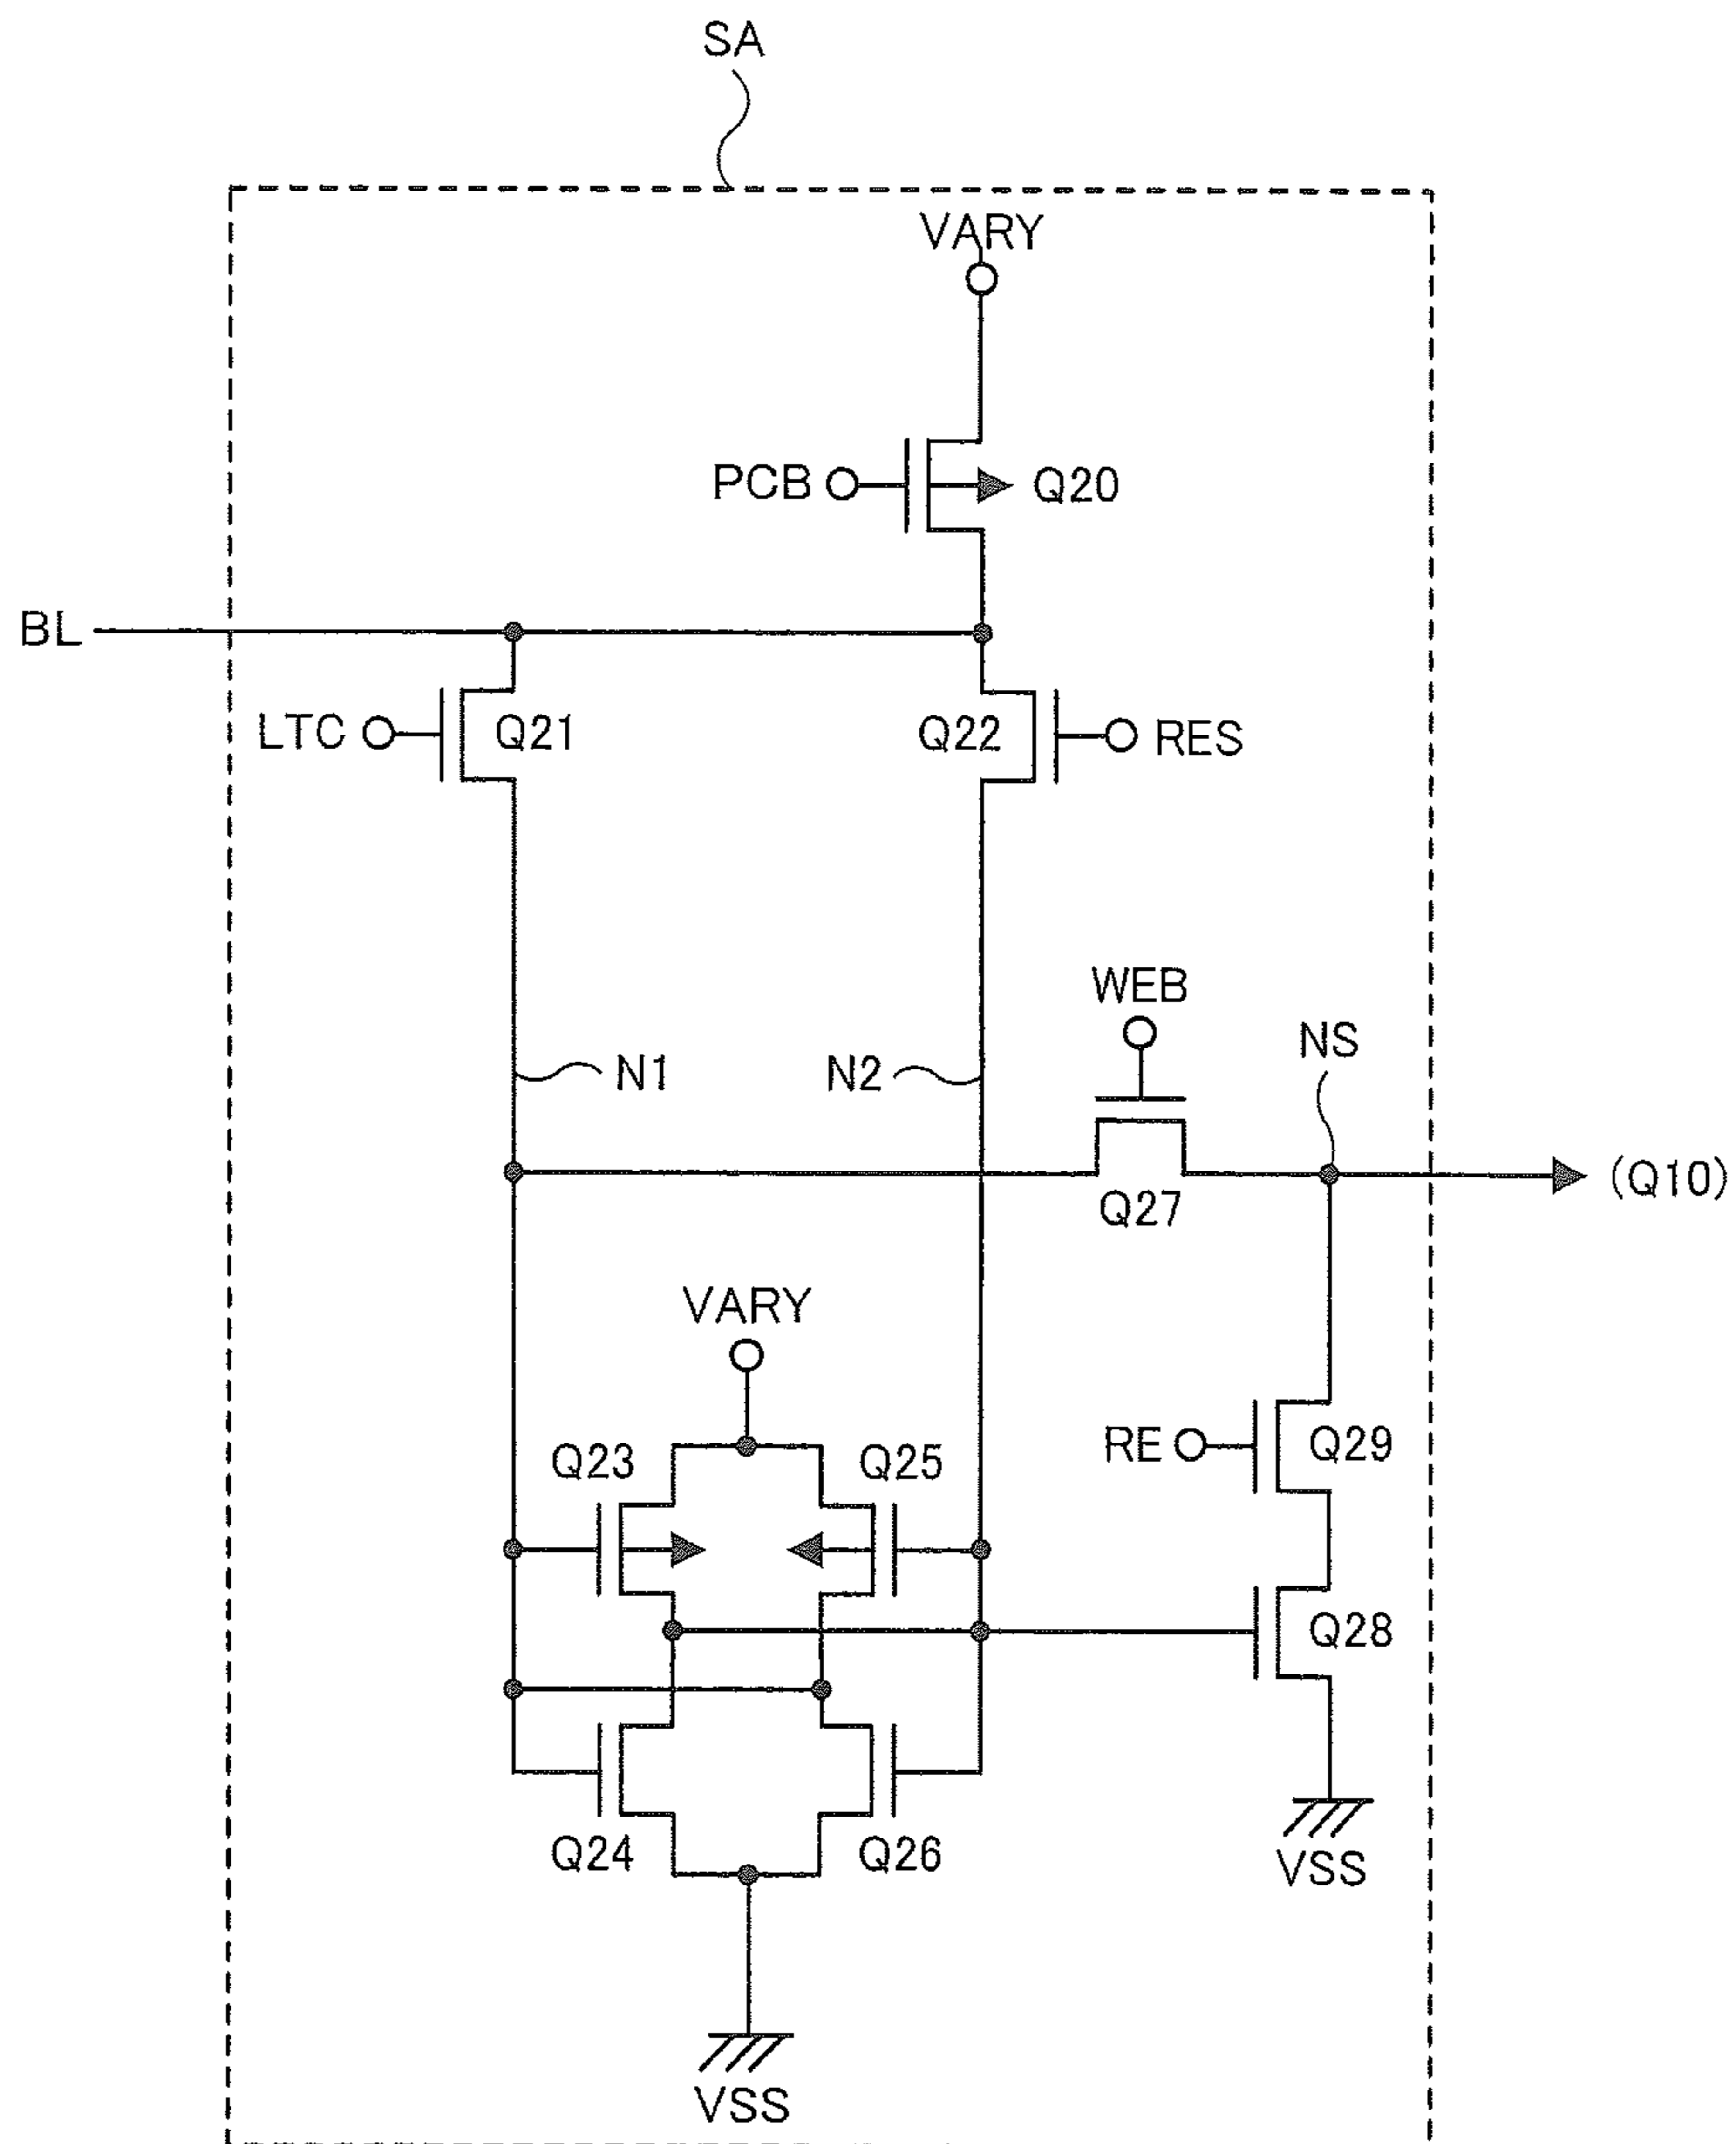 SA
VARY
PCB
Q20
BL
LTC
Q21
Q22
RES
WEB
NS
N1
N2
(Q10)
Q27
VARY
Q23
Q25
RE
Q29
Q28
Q24
Q26
VSS
VSS